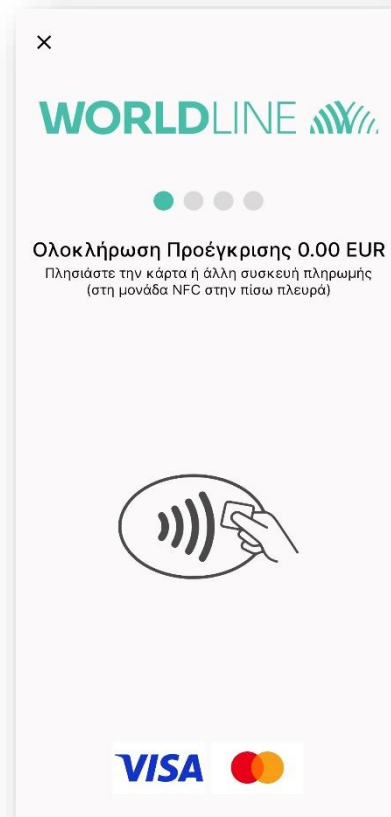 WORLDLINE
Ολοκλήρωση Προέγκρισης 0.00 EUR
Πλησιάστε την κάρτα ή άλλη συσκευή πληρωμής
(στη μονάδα NFC στην πίσω πλευρά)
VISA